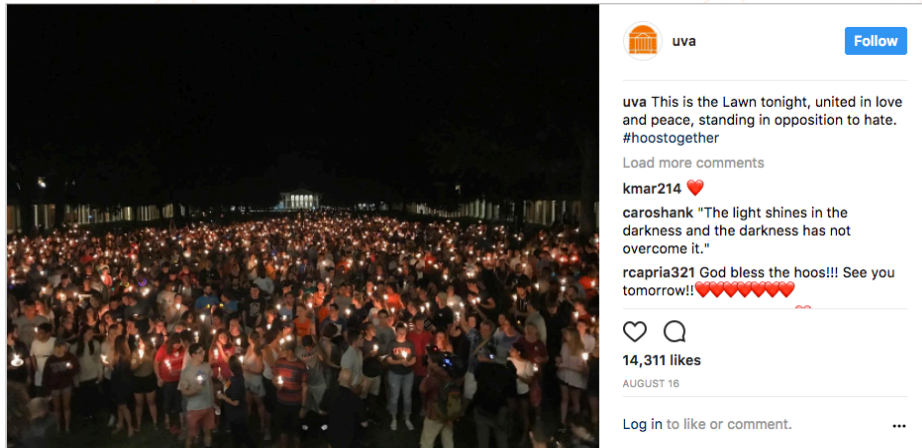 uva
Follow
uva This is the Lawn tonight, united in love
and peace, standing in opposition to hate.
#hoostogether
Load more comments
kmar214 ❤️
caroshank "The light shines in the
darkness and the darkness has not
overcome it."
rcapria321 God bless the hoos!!! See you
tomorrow!!❤️❤️❤️❤️❤️❤️❤️
14,311 likes
AUGUST 16
Log in to like or comment.